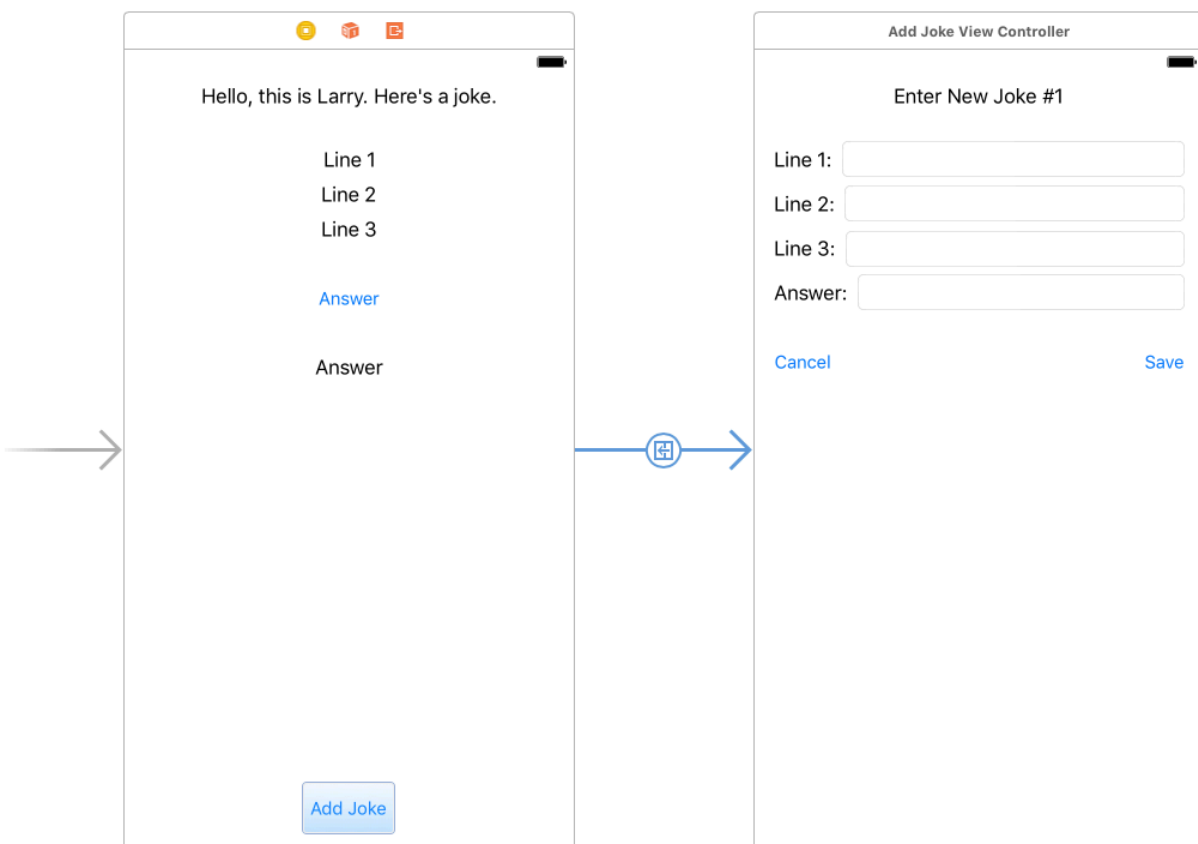 Hello, this is Larry. Here's a joke.
Line 1
Line 2
Line 3
Answer
Answer
Add Joke
Add Joke View Controller
Enter New Joke #1
Line 1:
Line 2:
Line 3:
Answer:
Cancel Save